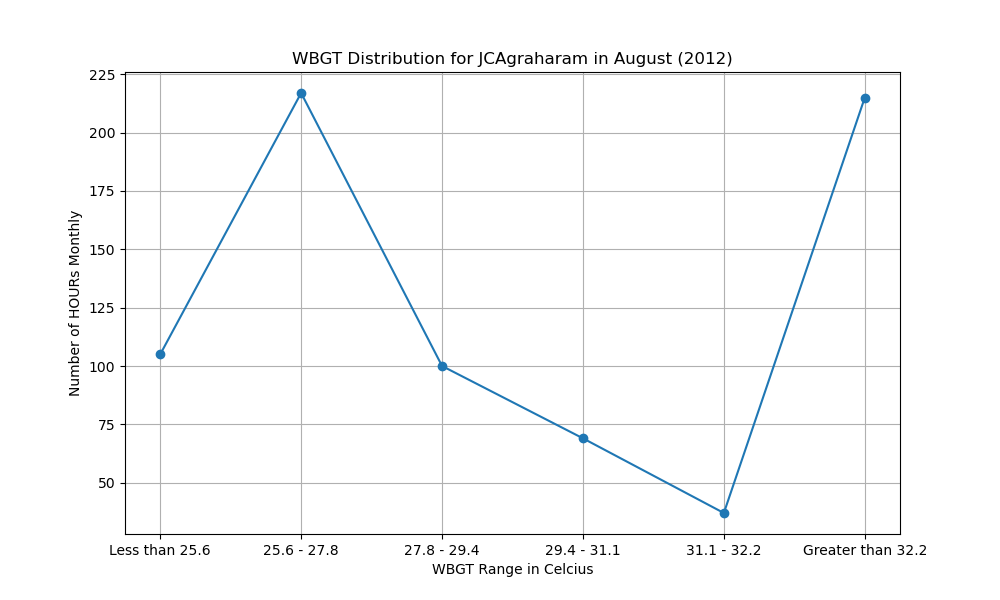 WBGT Distribution for JCAgraharam in August (2012)
Number of HOURs Monthly
225
200
175
150
125
100
75
50
Less than 25.6
25.6 - 27.8
27.8 - 29.4
29.4 - 31.1
31.1 - 32.2
Greater than 32.2
WBGT Range in Celcius